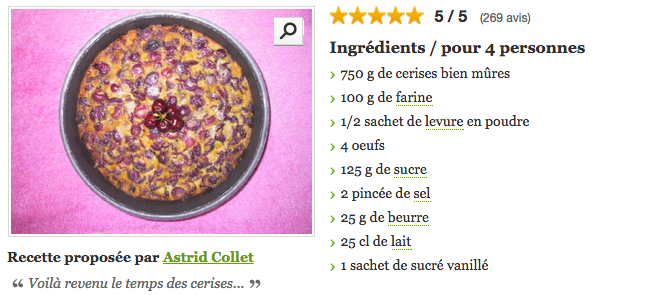 5 / 5 (269 avis)
Ingrédients / pour 4 personnes
› 750 g de cerises bien mûres
› 100 g de farine
› 1/2 sachet de levure en poudre
› 4 oeufs
› 125 g de sucre
› 2 pincée de sel
› 25 g de beurre
› 25 cl de lait
› 1 sachet de sucré vanillé
Recette proposée par Astrid Collet
“ Voilà revenu le temps des cerises... ”